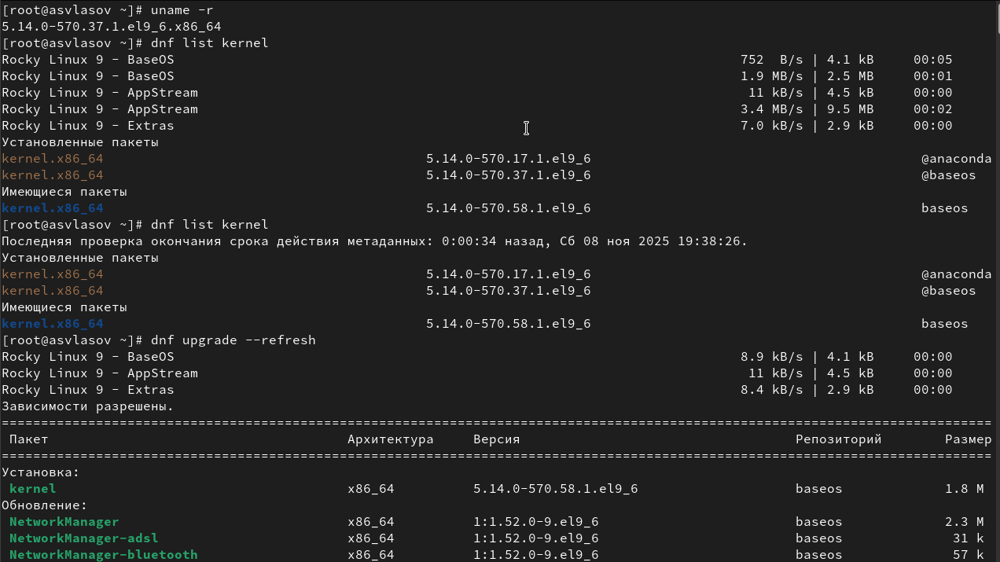 [root@asvlasov ~]# uname -r
5.14.0-570.37.1.el9_6.x86_64
[root@asvlasov ~]# dnf list kernel
Rocky Linux 9 - BaseOS 752 B/s | 4.1 kB 00:05
Rocky Linux 9 - BaseOS 1.9 MB/s | 2.5 MB 00:01
Rocky Linux 9 - AppStream 11 kB/s | 4.5 kB 00:00
Rocky Linux 9 - AppStream 3.4 MB/s | 9.5 MB 00:02
Rocky Linux 9 - Extras 7.0 kB/s | 2.9 kB 00:00
Установленные пакеты
kernel.x86_64 5.14.0-570.17.1.el9_6 @anaconda
kernel.x86_64 5.14.0-570.37.1.el9_6 @baseos
Имеющиеся пакеты
kernel.x86_64 5.14.0-570.58.1.el9_6 baseos
[root@asvlasov ~]# dnf list kernel
Последняя проверка окончания срока действия метаданных: 0:00:34 назад, Сб 08 ноя 2025 19:38:26.
Установленные пакеты
kernel.x86_64 5.14.0-570.17.1.el9_6 @anaconda
kernel.x86_64 5.14.0-570.37.1.el9_6 @baseos
Имеющиеся пакеты
kernel.x86_64 5.14.0-570.58.1.el9_6 baseos
[root@asvlasov ~]# dnf upgrade --refresh
Rocky Linux 9 - BaseOS 8.9 kB/s | 4.1 kB 00:00
Rocky Linux 9 - AppStream 11 kB/s | 4.5 kB 00:00
Rocky Linux 9 - Extras 8.4 kB/s | 2.9 kB 00:00
Зависимости разрешены.
==============================================================================================================================
Пакет Архитектура Версия Репозиторий Размер
==============================================================================================================================
Установка:
kernel x86_64 5.14.0-570.58.1.el9_6 baseos 1.8 M
Обновление:
NetworkManager x86_64 1:1.52.0-9.el9_6 baseos 2.3 M
NetworkManager-adsl x86_64 1:1.52.0-9.el9_6 baseos 31 k
NetworkManager-bluetooth x86_64 1:1.52.0-9.el9_6 baseos 57 k